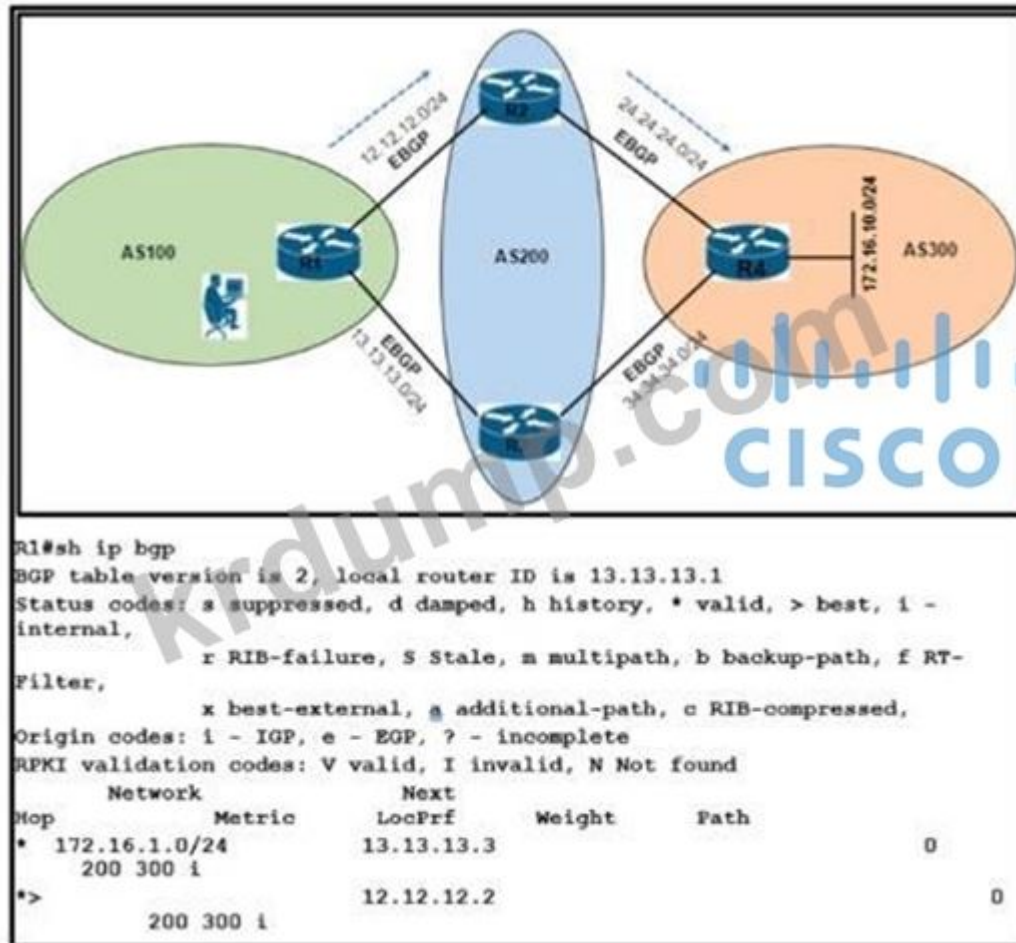 R2
12.12.12.0/24
EBGP
24.24.24.0/24
EBGP
AS100
R1
AS200
R4
172.16.10.0/24
AS300
EBGP
13.13.13.0/24
EBGP
34.34.34.0/24
CISCO
krdump.com
R1#sh ip bgp
BGP table version is 2, local router ID is 13.13.13.1
Status codes: s suppressed, d damped, h history, * valid, > best, i -
internal,
r RIB-failure, S Stale, m multipath, b backup-path, f RT-
Filter,
x best-external, a additional-path, c RIB-compressed,
Origin codes: i - IGP, e - EGP, ? - incomplete
RPKI validation codes: V valid, I invalid, N Not found
Network Next
Hop Metric LocPrf Weight Path
* 172.16.1.0/24 13.13.13.3 0
200 300 i
*> 12.12.12.2 0
200 300 i